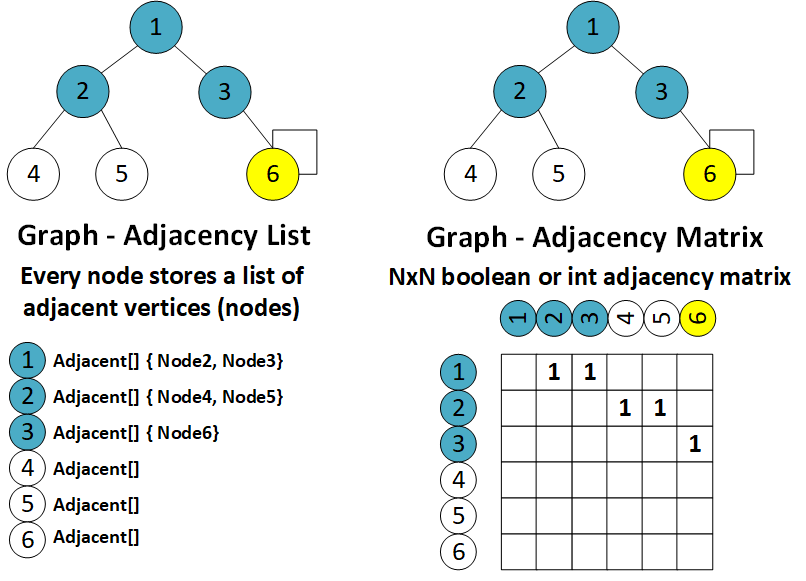 1
2
3
4
5
6
Graph - Adjacency List
Every node stores a list of
adjacent vertices (nodes)
1 Adjacent[] { Node2, Node3}
2 Adjacent[] { Node4, Node5}
3 Adjacent[] { Node6}
4 Adjacent[]
5 Adjacent[]
6 Adjacent[]
1
2
3
4
5
6
Graph - Adjacency Matrix
NxN boolean or int adjacency matrix
1 2 3 4 5 6
1 1 1
2 1 1
3 1
4
5
6